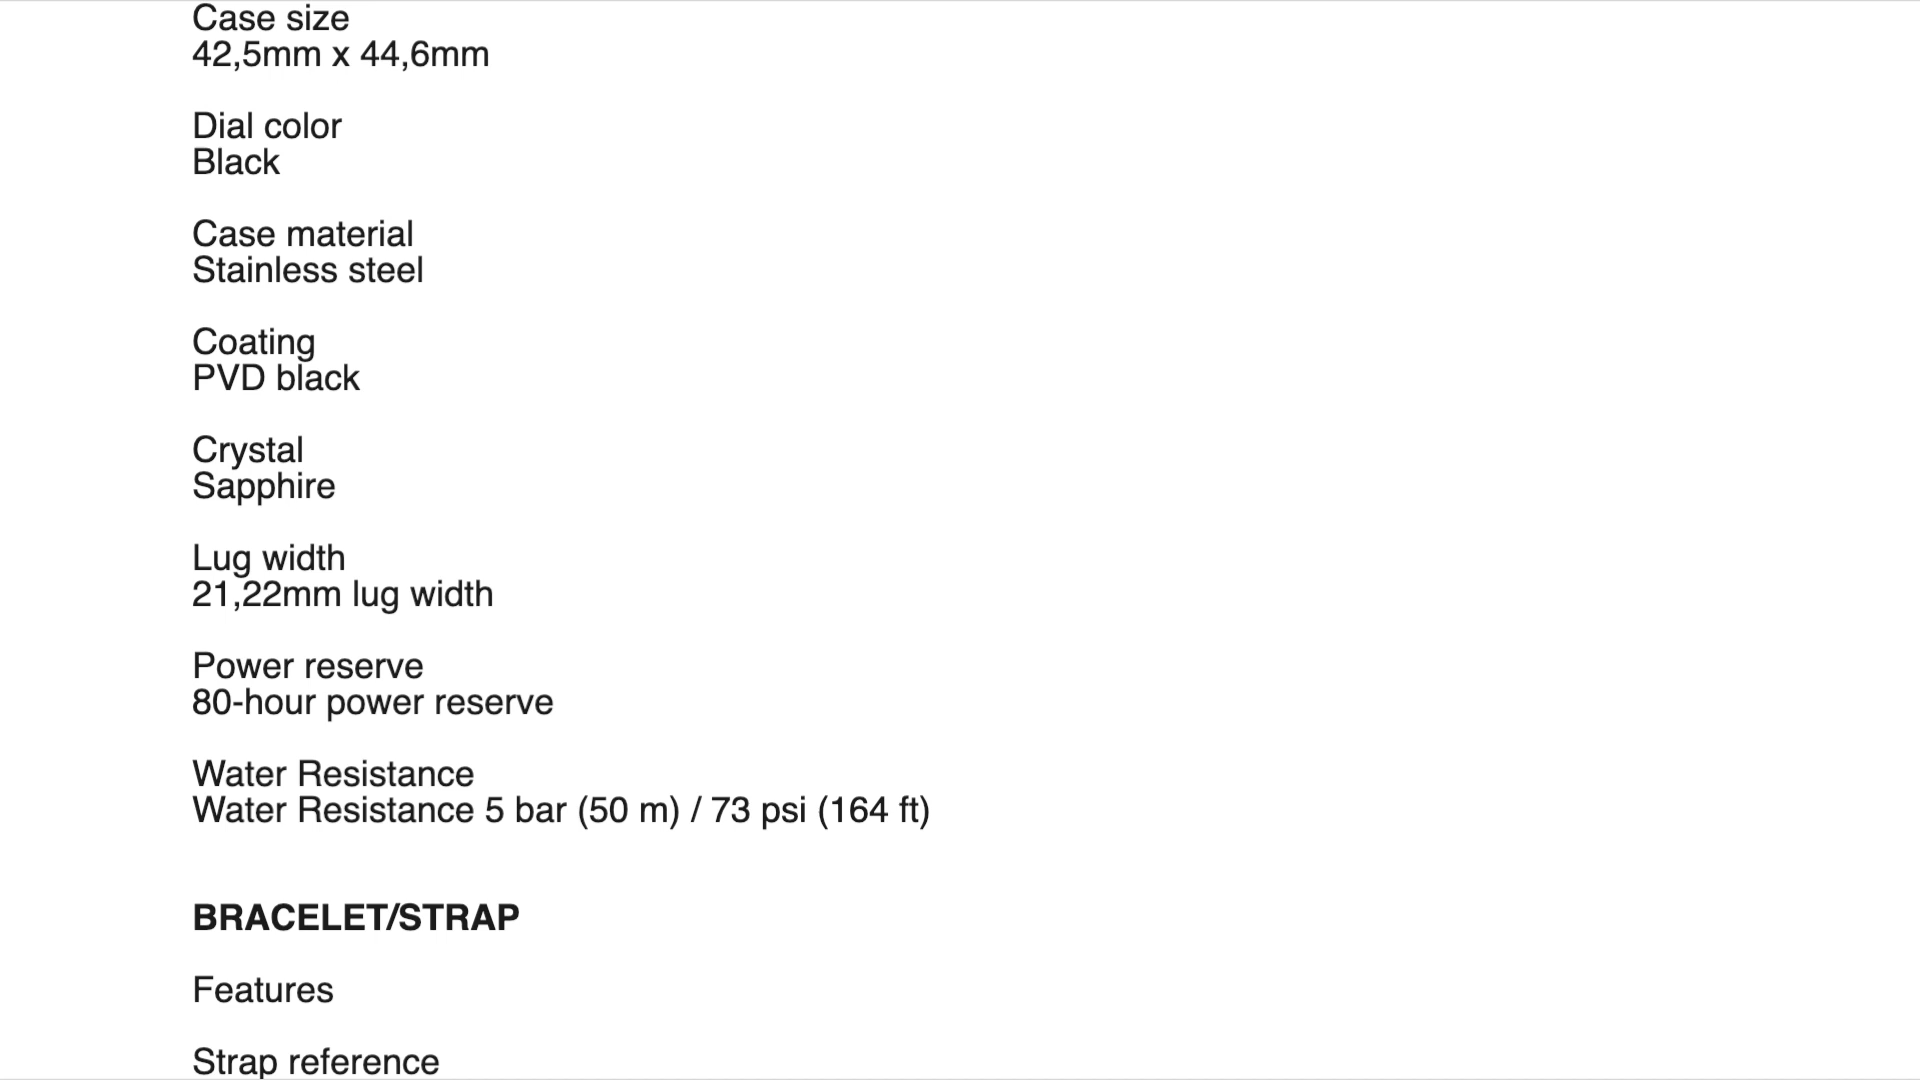 Case size
42,5mm x 44,6mm
Dial color
Black
Case material
Stainless steel
Coating
PVD black
Crystal
Sapphire
Lug width
21,22mm lug width
Power reserve
80-hour power reserve
Water Resistance
Water Resistance 5 bar (50 m) / 73 psi (164 ft)
BRACELET/STRAP
Features
Strap reference